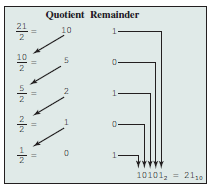 Quotient Remainder
21/2 = 10 1
10/2 = 5 0
5/2 = 2 1
2/2 = 1 0
1/2 = 0 1
10101₂ = 21₁₀